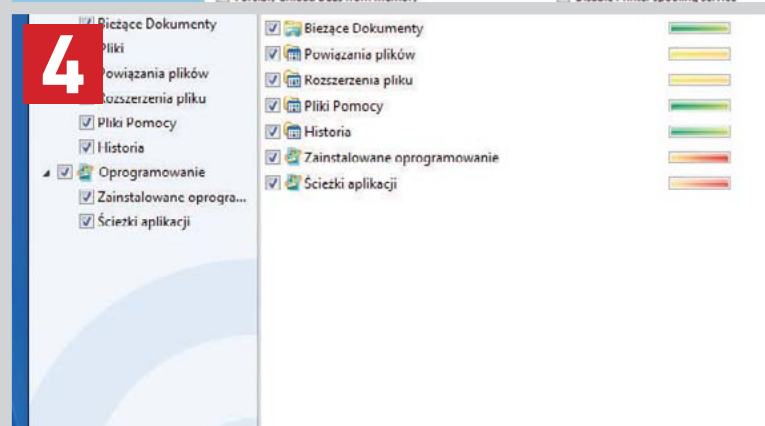 4
Bieżące Dokumenty
Pliki
Powiązania plików
Rozszerzenia pliku
Pliki Pomocy
Historia
Oprogramowanie
Zainstalowane oprogra...
Ścieżki aplikacji
Bieżące Dokumenty
Powiązania plików
Rozszerzenia pliku
Pliki Pomocy
Historia
Zainstalowane oprogramowanie
Ścieżki aplikacji